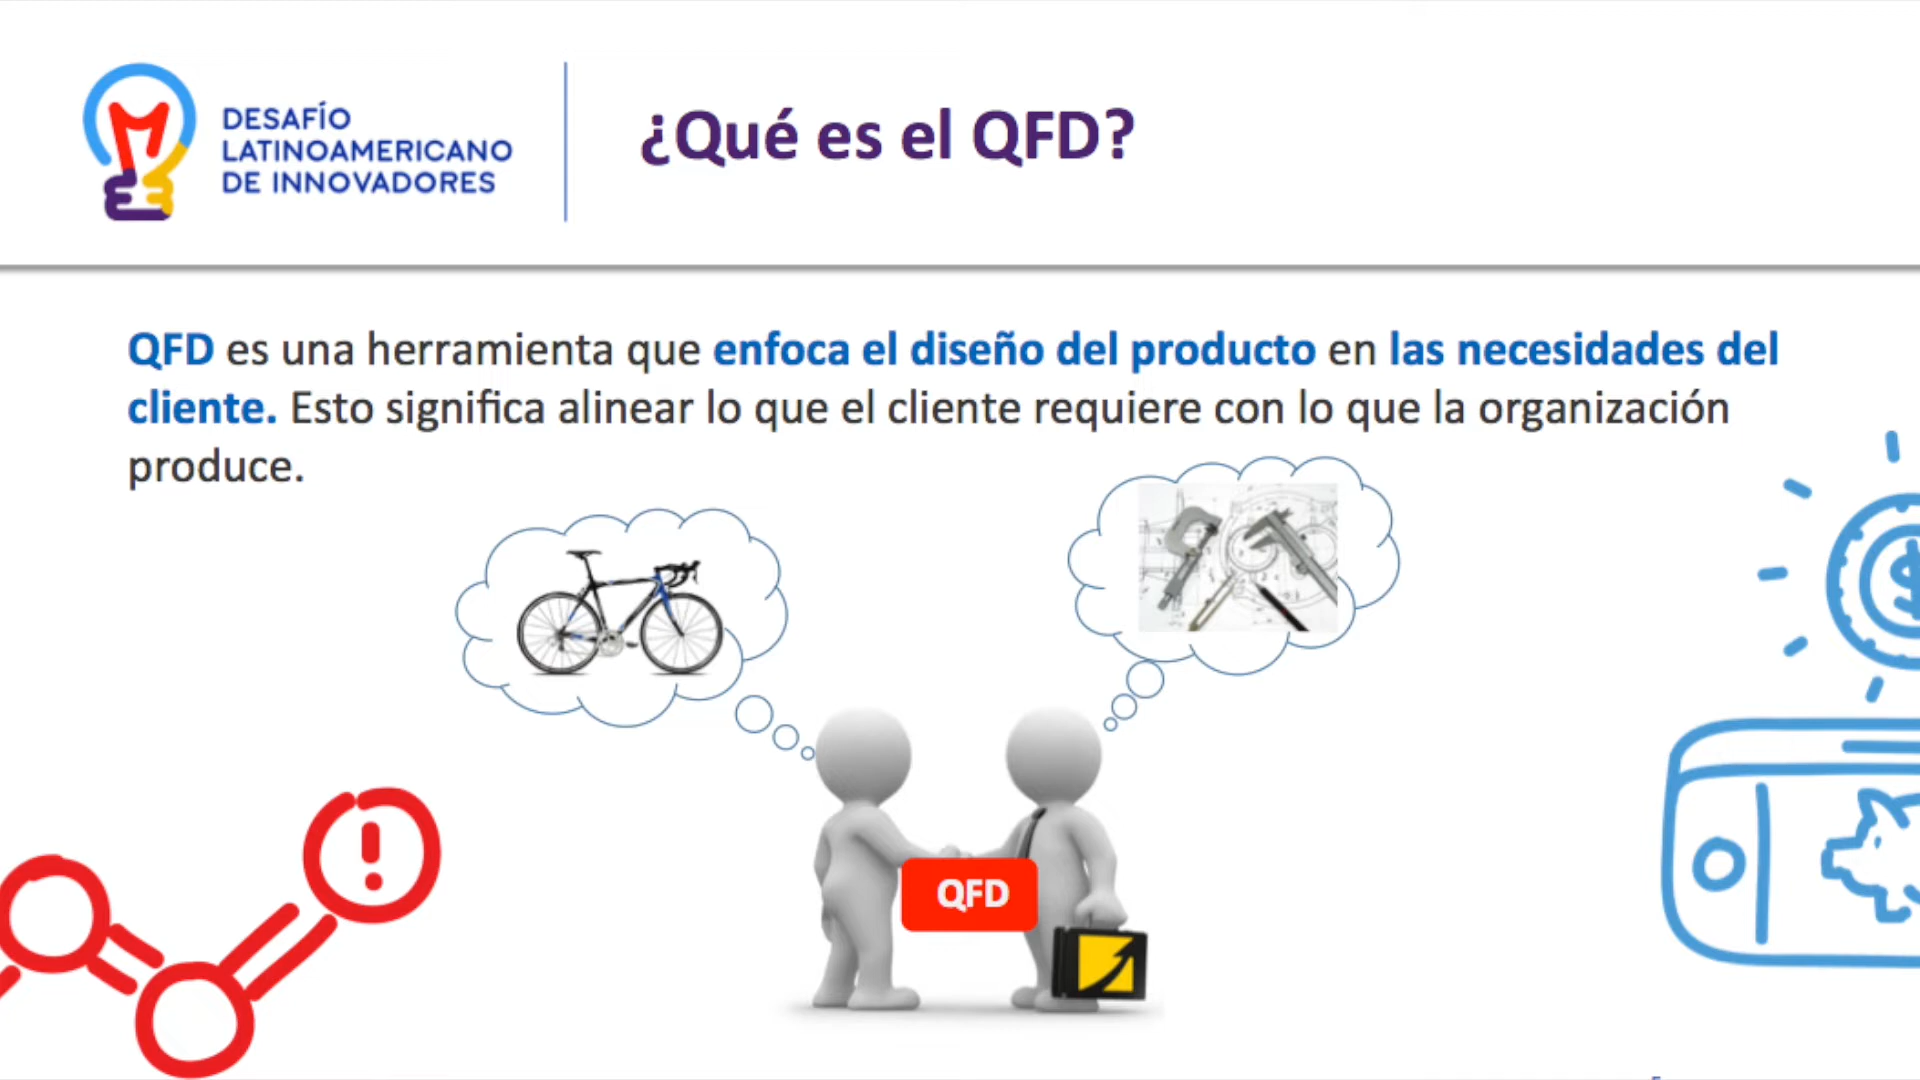 DESAFÍO
LATINOAMERICANO
DE INNOVADORES
¿Qué es el QFD?
QFD es una herramienta que enfoca el diseño del producto en las necesidades del
cliente. Esto significa alinear lo que el cliente requiere con lo que la organización
produce.
!
$
QFD